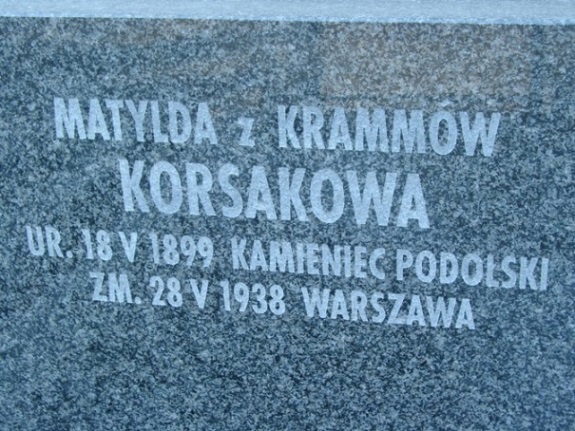 MATYLDA z KRAMMÓW
KORSAKOWA
UR. 18 V 1899 KAMIENIEC PODOLSKI
ZM. 28 V 1938 WARSZAWA